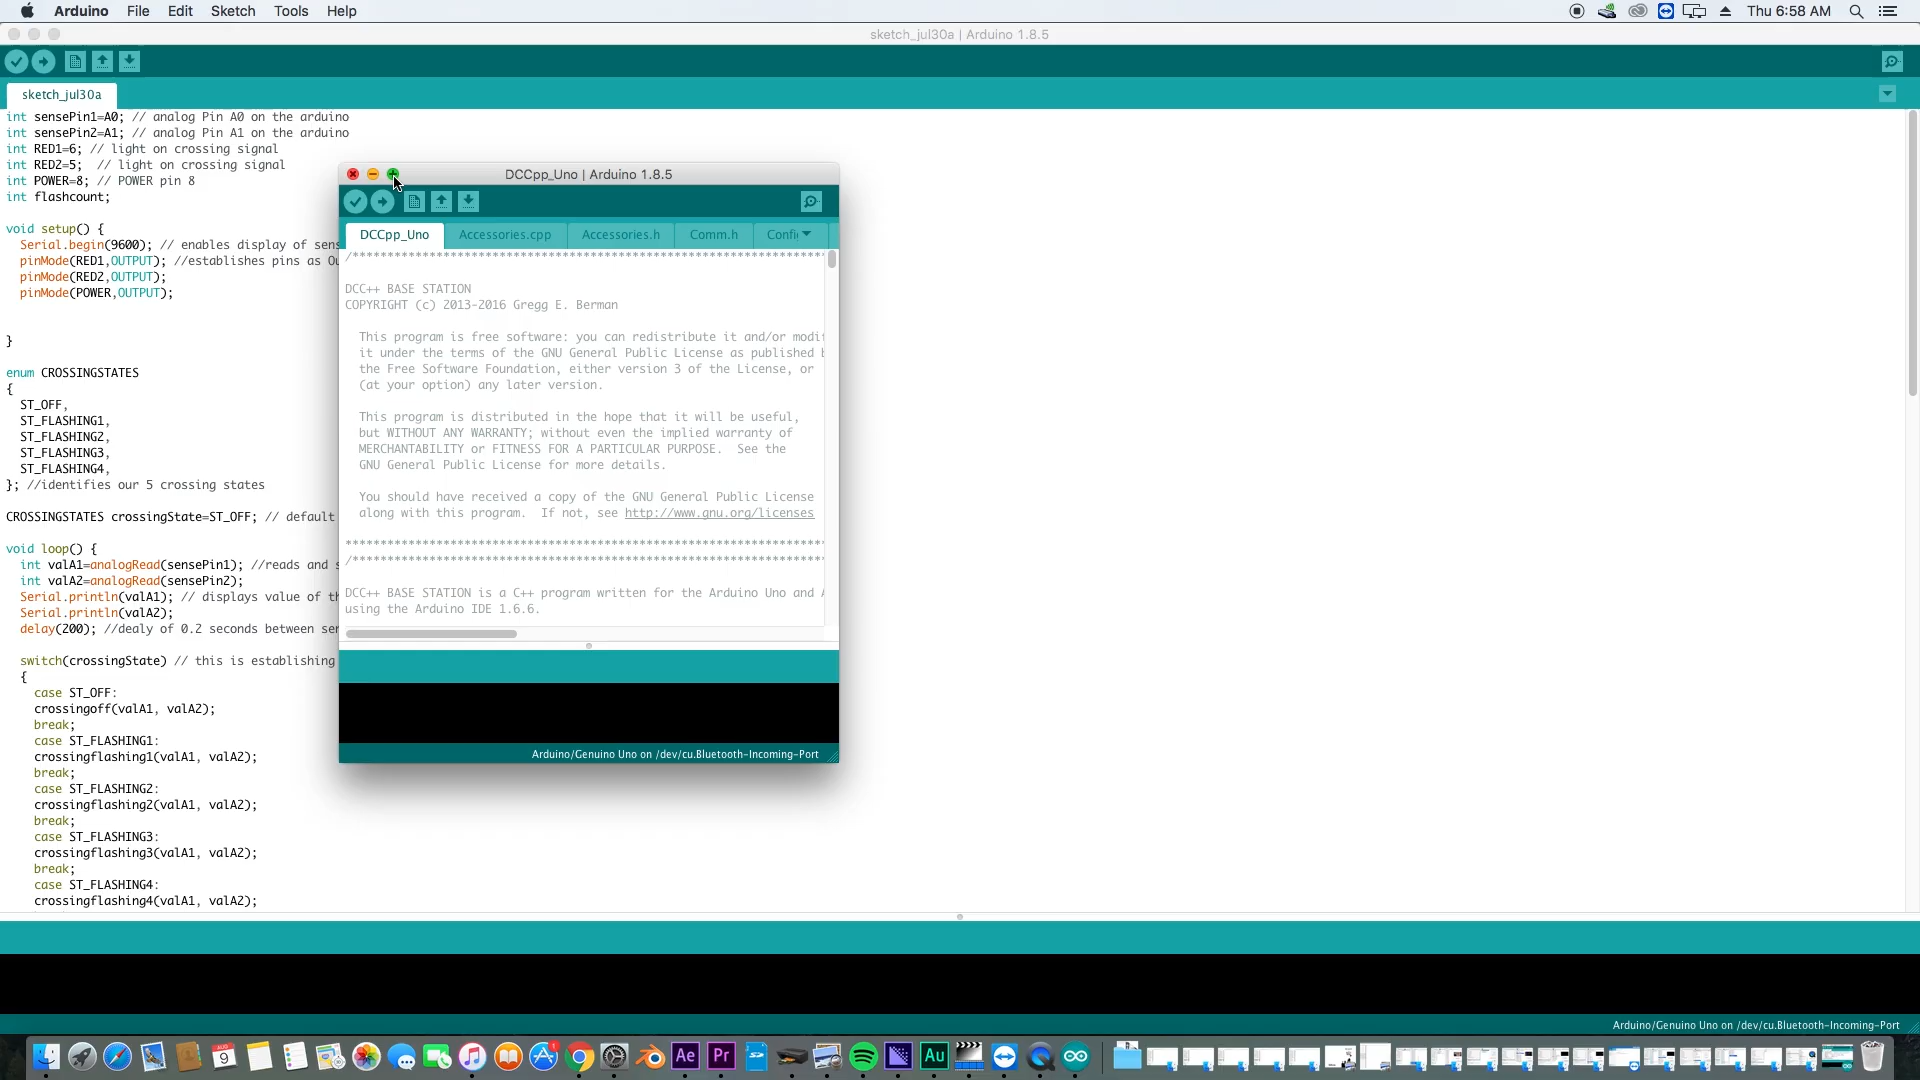 Arduino File Edit Sketch Tools Help Thu 6:58 AM
sketch_jul30a | Arduino 1.8.5
sketch_jul30a
int sensePin1=A0; // analog Pin A0 on the arduino
int sensePin2=A1; // analog Pin A1 on the arduino
int RED1=6; // light on crossing signal
int RED2=5;  // light on crossing signal
int POWER=8; // POWER pin 8
int flashcount;
void setup() {
Serial.begin(9600); // enables display of sens
pinMode(RED1,OUTPUT); //establishes pins as Ou
pinMode(RED2,OUTPUT);
pinMode(POWER,OUTPUT);
}
enum CROSSINGSTATES
{
ST_OFF,
ST_FLASHING1,
ST_FLASHING2,
ST_FLASHING3,
ST_FLASHING4,
}; //identifies our 5 crossing states
CROSSINGSTATES crossingState=ST_OFF; // default
void loop() {
int valA1=analogRead(sensePin1); //reads and s
int valA2=analogRead(sensePin2);
Serial.println(valA1); // displays value of th
Serial.println(valA2);
delay(200); //dealy of 0.2 seconds between sen
switch(crossingState) // this is establishing
{
case ST_OFF:
crossingoff(valA1, valA2);
break;
case ST_FLASHING1:
crossingflashing1(valA1, valA2);
break;
case ST_FLASHING2:
crossingflashing2(valA1, valA2);
break;
case ST_FLASHING3:
crossingflashing3(valA1, valA2);
break;
case ST_FLASHING4:
crossingflashing4(valA1, valA2);
DCCpp_Uno | Arduino 1.8.5
DCCpp_Uno Accessories.cpp Accessories.h Comm.h Config
/********************************************************************
DCC++ BASE STATION
COPYRIGHT (c) 2013-2016 Gregg E. Berman
This program is free software: you can redistribute it and/or modif
it under the terms of the GNU General Public License as published b
the Free Software Foundation, either version 3 of the License, or
(at your option) any later version.
This program is distributed in the hope that it will be useful,
but WITHOUT ANY WARRANTY; without even the implied warranty of
MERCHANTABILITY or FITNESS FOR A PARTICULAR PURPOSE.  See the
GNU General Public License for more details.
You should have received a copy of the GNU General Public License
along with this program.  If not, see http://www.gnu.org/licenses
********************************************************************
/********************************************************************
DCC++ BASE STATION is a C++ program written for the Arduino Uno and A
using the Arduino IDE 1.6.6.
Arduino/Genuino Uno on /dev/cu.Bluetooth-Incoming-Port
Arduino/Genuino Uno on /dev/cu.Bluetooth-Incoming-Port
AUG
9
1
Ae
Pr
Au